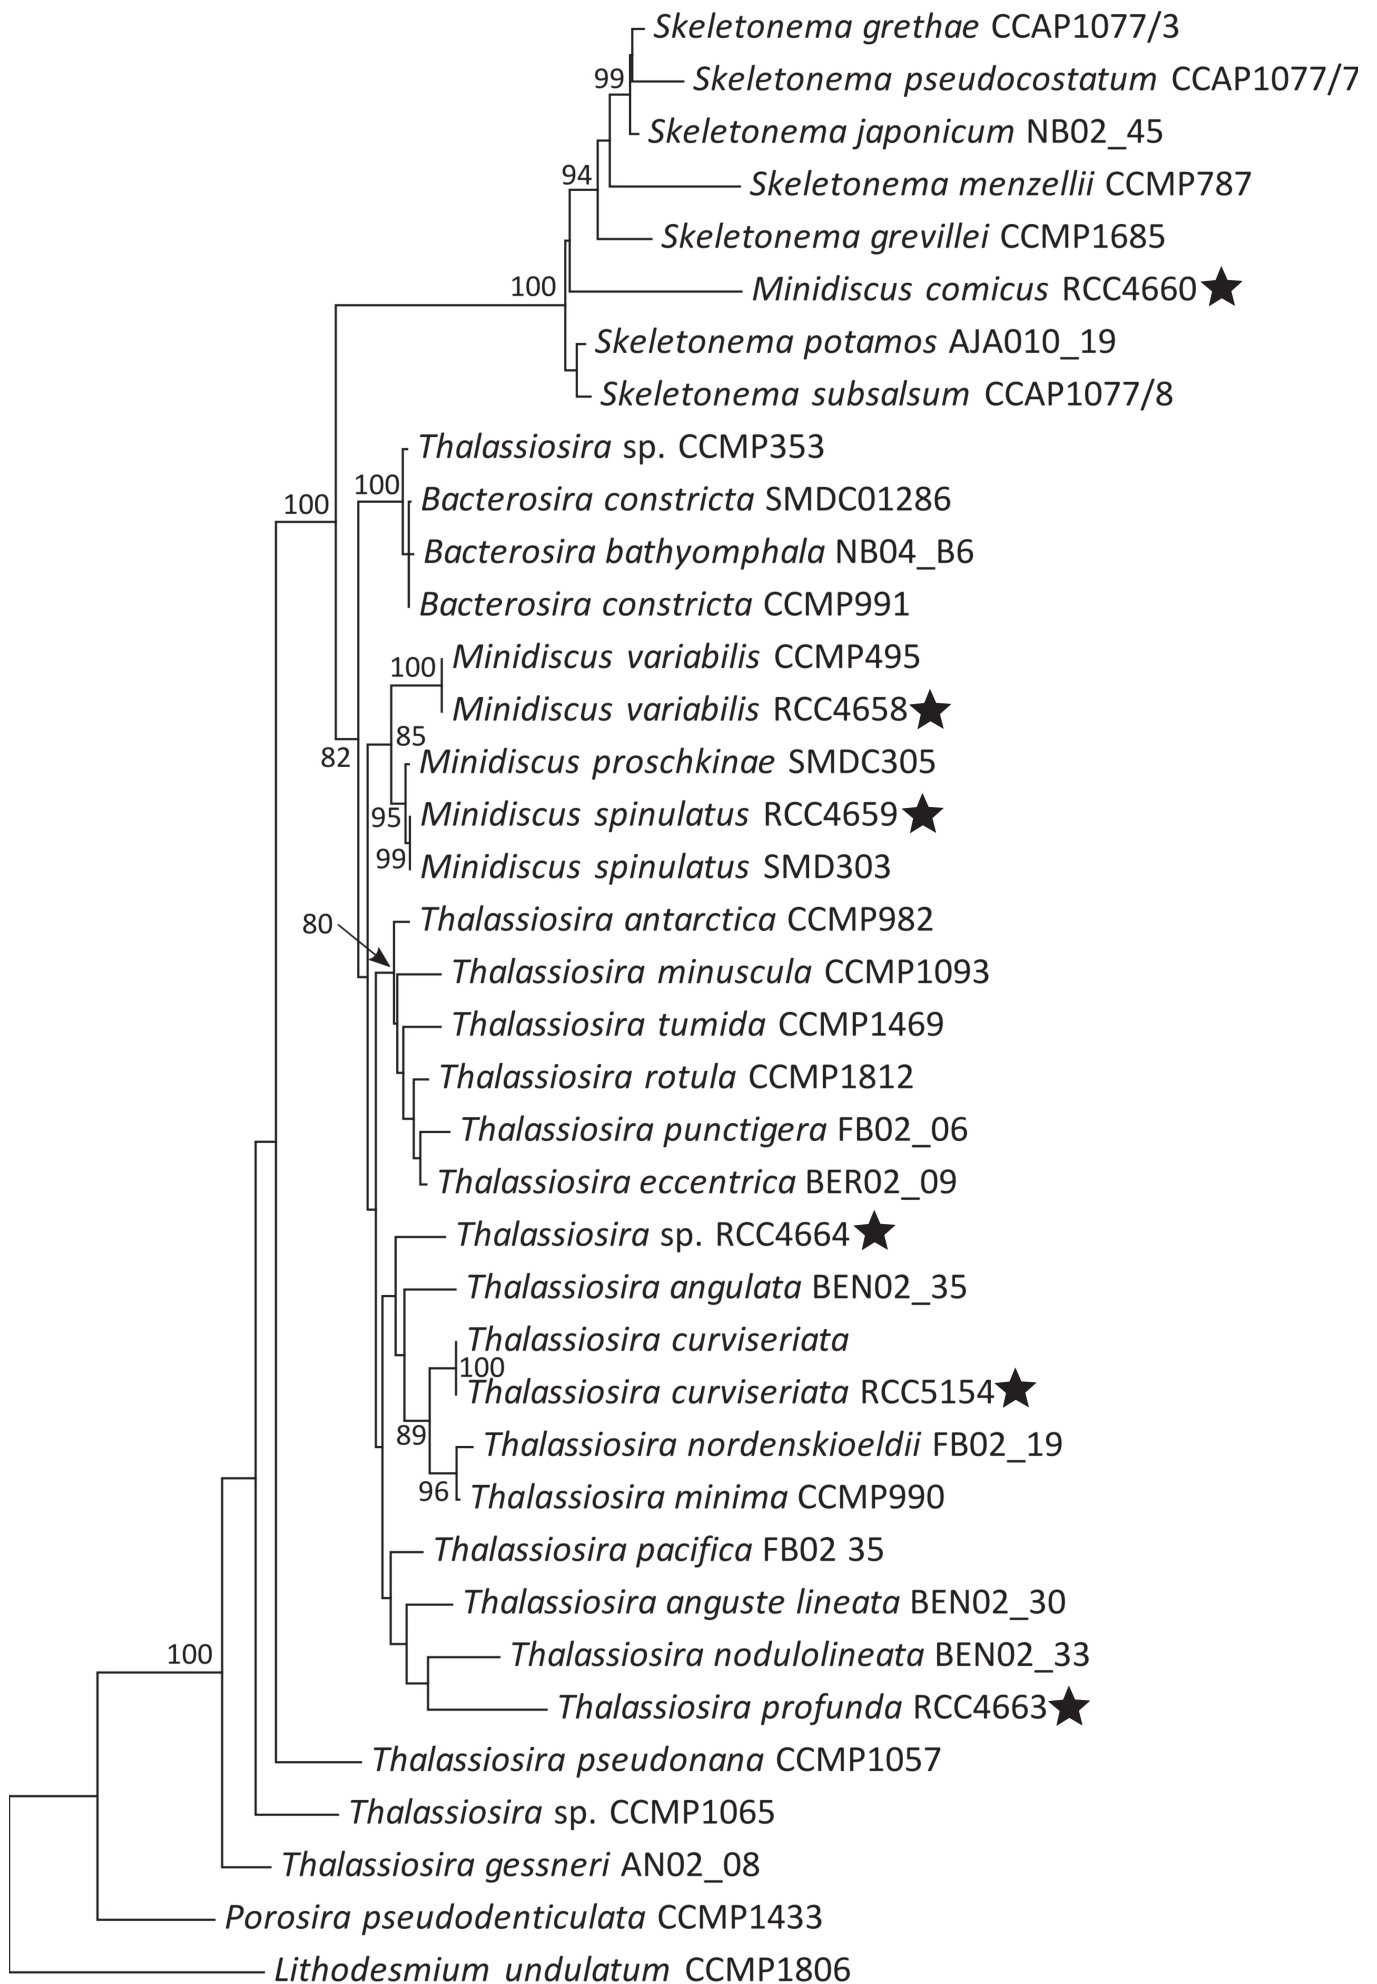 Skeletonema grethae CCAP1077/3
99
Skeletonema pseudocostatum CCAP1077/7
Skeletonema japonicum NB02_45
94
Skeletonema menzellii CCMP787
Skeletonema grevillei CCMP1685
100
Minidiscus comicus RCC4660
Skeletonema potamos AJA010_19
Skeletonema subsalsum CCAP1077/8
Thalassiosira sp. CCMP353
100
100
Bacterosira constricta SMDC01286
Bacterosira bathyomphala NB04_B6
Bacterosira constricta CCMP991
Minidiscus variabilis CCMP495
100
Minidiscus variabilis RCC4658
85
82
Minidiscus proschkinae SMDC305
95
Minidiscus spinulatus RCC4659
99
Minidiscus spinulatus SMD303
80
Thalassiosira antarctica CCMP982
Thalassiosira minuscula CCMP1093
Thalassiosira tumida CCMP1469
Thalassiosira rotula CCMP1812
Thalassiosira punctigera FB02_06
Thalassiosira eccentrica BER02_09
Thalassiosira sp. RCC4664
Thalassiosira angulata BEN02_35
Thalassiosira curviseriata
100
Thalassiosira curviseriata RCC5154
89
Thalassiosira nordenskioeldii FB02_19
96
Thalassiosira minima CCMP990
Thalassiosira pacifica FB02 35
Thalassiosira anguste lineata BEN02_30
100
Thalassiosira nodulolineata BEN02_33
Thalassiosira profunda RCC4663
Thalassiosira pseudonana CCMP1057
Thalassiosira sp. CCMP1065
Thalassiosira gessneri AN02_08
Porosira pseudodenticulata CCMP1433
Lithodesmium undulatum CCMP1806